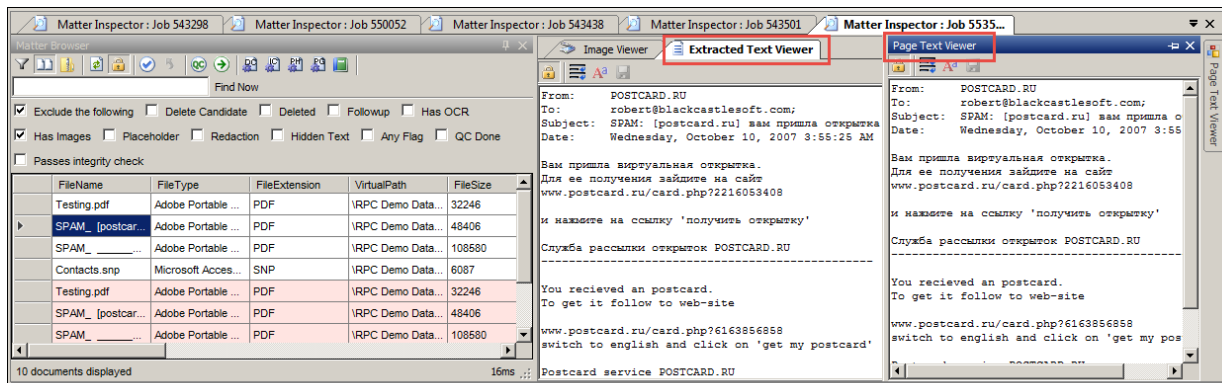 Matter Inspector : Job 543298
Matter Inspector : Job 550052
Matter Inspector : Job 543438
Matter Inspector : Job 543501
Matter Inspector : Job 5535...
Matter Browser
Find Now
Exclude the following Delete Candidate Deleted Followup Has OCR
Has Images Placeholder Redaction Hidden Text Any Flag QC Done
Passes integrity check
FileName FileType FileExtension VirtualPath FileSize
Testing.pdf Adobe Portable ... PDF \RPC Demo Data... 32246
SPAM_ [postcar... Adobe Portable ... PDF \RPC Demo Data... 48406
SPAM_ ______... Adobe Portable ... PDF \RPC Demo Data... 108580
Contacts.snp Microsoft Acces... SNP \RPC Demo Data... 6087
Testing.pdf Adobe Portable ... PDF \RPC Demo Data... 32246
SPAM_ [postcar... Adobe Portable ... PDF \RPC Demo Data... 48406
SPAM_ ______... Adobe Portable ... PDF \RPC Demo Data... 108580
10 documents displayed 16ms
Image Viewer Extracted Text Viewer
From: POSTCARD.RU
To: robert@blackcastlesoft.com;
Subject: SPAM: [postcard.ru] вам пришла открытка
Date: Wednesday, October 10, 2007 3:55:25 AM
Вам пришла виртуальная открытка.
Для ее получения зайдите на сайт
www.postcard.ru/card.php?2216053408
и нажмите на ссылку 'получить открытку'
Служба рассылки открыток POSTCARD.RU
-----------------------------------------------
You recieved an postcard.
To get it follow to web-site
www.postcard.ru/card.php?6163856858
switch to english and click on 'get my postcard'
Postcard service POSTCARD.RU
Page Text Viewer
From: POSTCARD.RU
To: robert@blackcastlesoft.com;
Subject: SPAM: [postcard.ru] вам пришла о
Date: Wednesday, October 10, 2007 3:55
Вам пришла виртуальная открытка.
Для ее получения зайдите на сайт
www.postcard.ru/card.php?2216053408
и нажмите на ссылку 'получить открытку'
Служба рассылки открыток POSTCARD.RU
-----------------------------------------
You recieved an postcard.
To get it follow to web-site
www.postcard.ru/card.php?6163856858
switch to english and click on 'get my pos
Page Text Viewer